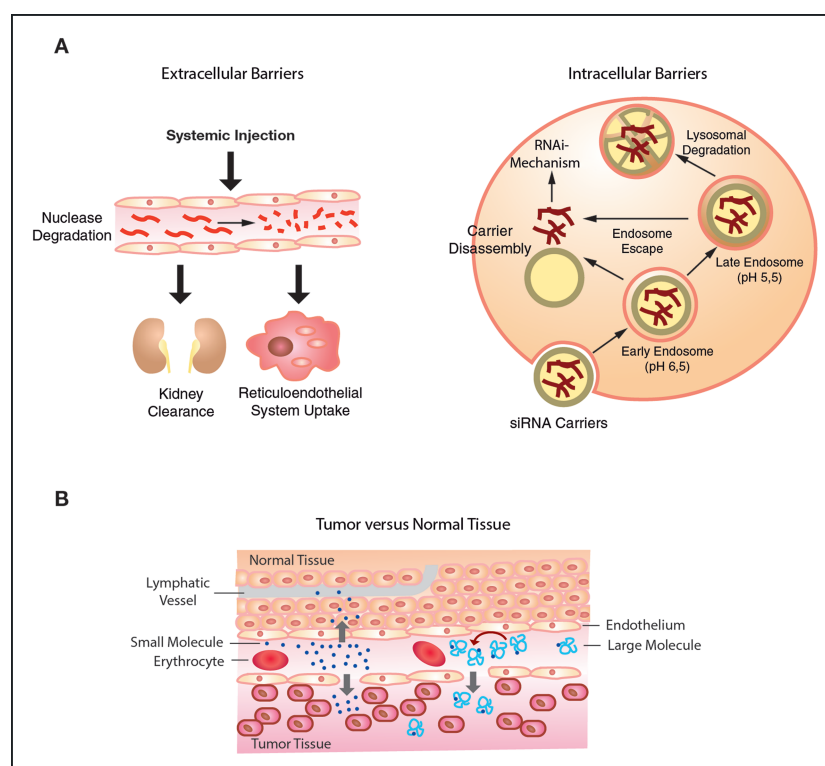 A
Extracellular Barriers
Systemic Injection
Nuclease
Degradation
Kidney
Clearance
Reticuloendothelial
System Uptake
Intracellular Barriers
RNAi-
Mechanism
Lysosomal
Degradation
Carrier
Disassembly
Endosome
Escape
Late Endosome
(pH 5,5)
Early Endosome
(pH 6,5)
siRNA Carriers
B
Tumor versus Normal Tissue
Normal Tissue
Lymphatic
Vessel
Small Molecule
Erythrocyte
Endothelium
Large Molecule
Tumor Tissue